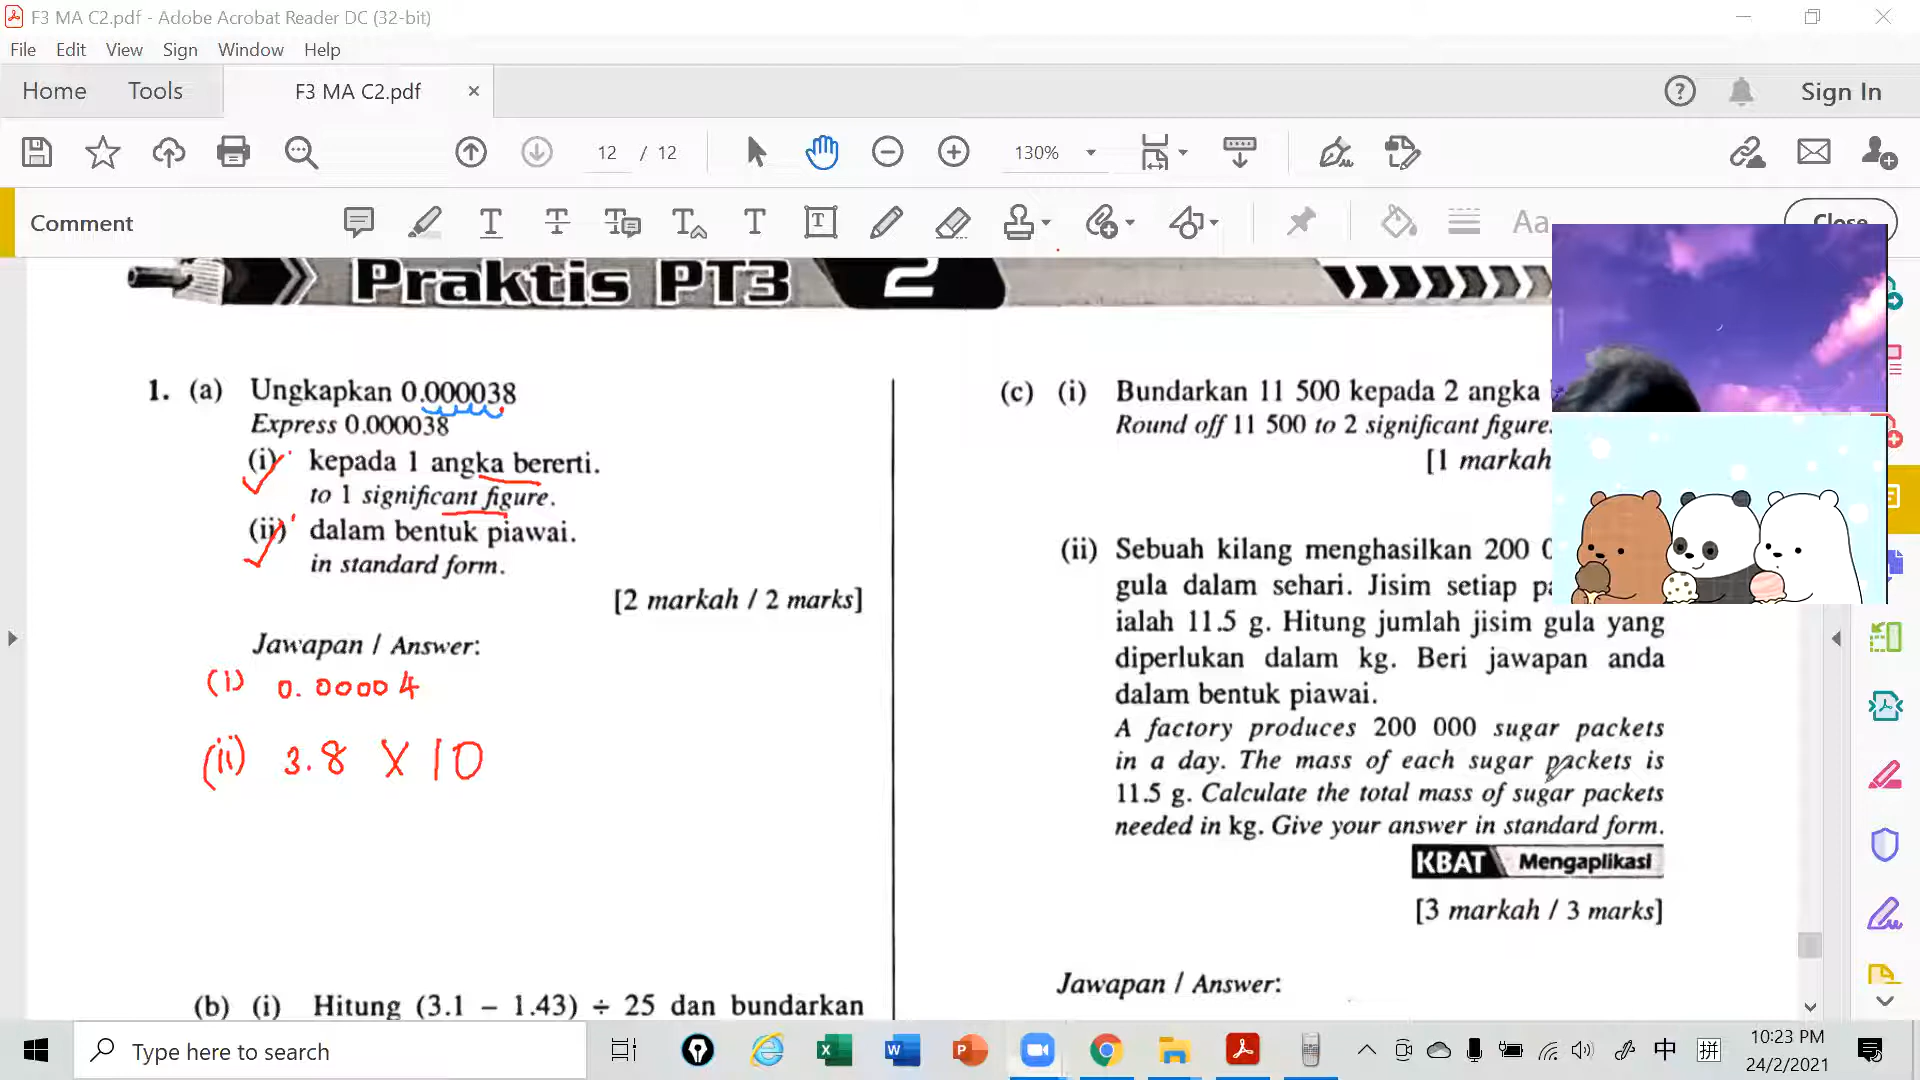 F3 MA C2.pdf - Adobe Acrobat Reader DC (32-bit)
File Edit View Sign Window Help
Home Tools F3 MA C2.pdf × Sign In
12 / 12 130%
Comment Aa Close
Praktis PT3 2
1. (a) Ungkapkan 0.000038
Express 0.000038
(i) kepada 1 angka bererti.
to 1 significant figure.
(ii) dalam bentuk piawai.
in standard form.
[2 markah / 2 marks]
Jawapan / Answer:
(i) 0.00004
(ii) 3.8 X 10
(b) (i) Hitung (3.1 − 1.43) ÷ 25 dan bundarkan
(c) (i) Bundarkan 11 500 kepada 2 angka
Round off 11 500 to 2 significant figure
[1 markah
(ii) Sebuah kilang menghasilkan 200
gula dalam sehari. Jisim setiap
ialah 11.5 g. Hitung jumlah jisim gula yang
diperlukan dalam kg. Beri jawapan anda
dalam bentuk piawai.
A factory produces 200 000 sugar packets
in a day. The mass of each sugar packets is
11.5 g. Calculate the total mass of sugar packets
needed in kg. Give your answer in standard form.
KBAT Mengaplikasi
[3 markah / 3 marks]
Jawapan / Answer:
Type here to search
中 拼 10:23 PM
24/2/2021